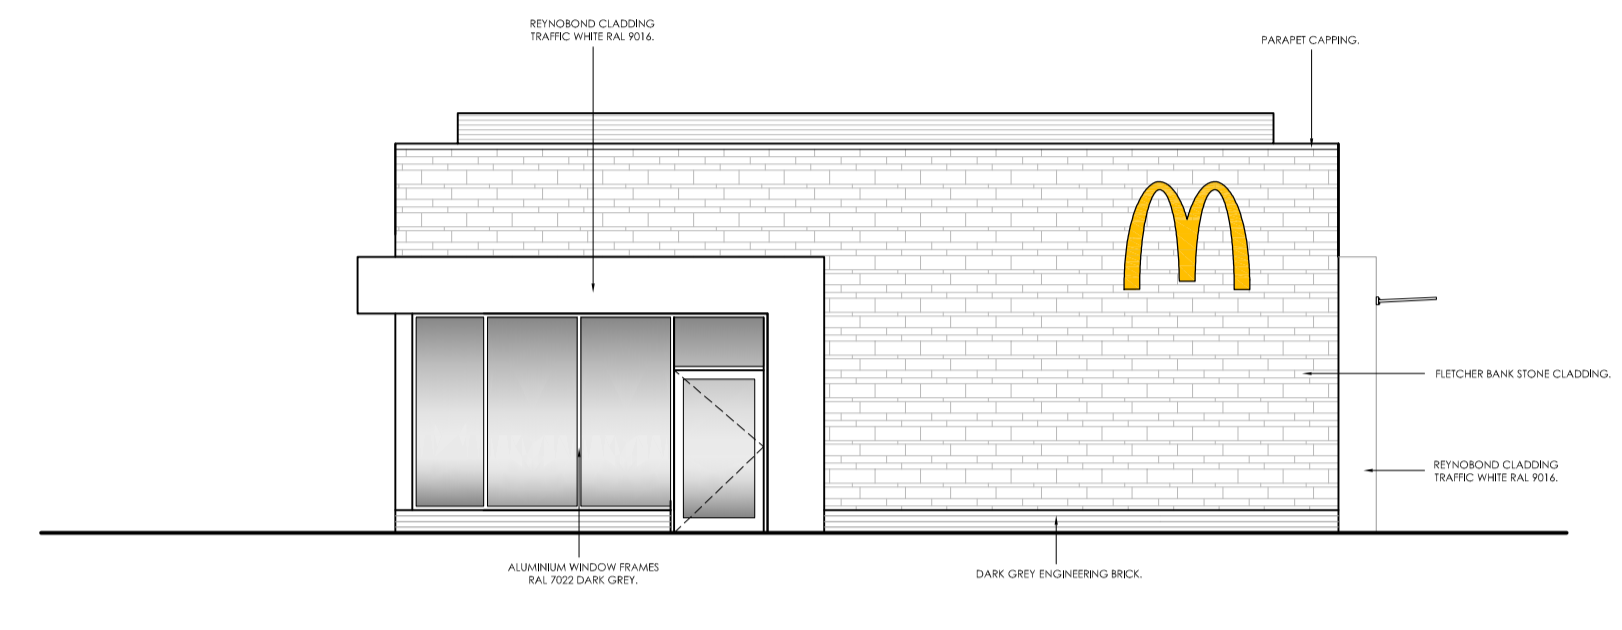 REYNOBOND CLADDING
TRAFFIC WHITE RAL 9016.
PARAPET CAPPING.
FLETCHER BANK STONE CLADDING.
REYNOBOND CLADDING
TRAFFIC WHITE RAL 9016.
ALUMINIUM WINDOW FRAMES
RAL 7022 DARK GREY.
DARK GREY ENGINEERING BRICK.